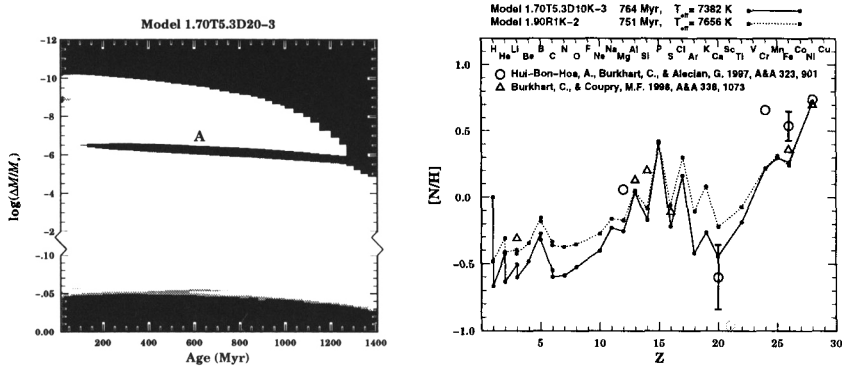 Model 1.70T5.3D20-3
-12
-10
-8
-6
-4
-2
-.10
-.05
0.00
log(ΔM/M*)
A
200 400 600 800 1000 1200 1400
Age (Myr)
Model 1.70T5.3D10K-3 764 Myr, Teff= 7382 K
Model 1.90R1K-2 751 Myr, Teff= 7656 K
H Li B N F Na Al P Cl K Sc V Mn Co Cu
He Be C O Ne Mg Si S Ar Ca Ti Cr Fe Ni
Hui-Bon-Hoa, A., Burkhart, C., & Alecian, G. 1997, A&A 323, 901
Burkhart, C., & Coupry, M.F. 1998, A&A 338, 1073
1.0
0.5
0.0
-0.5
-1.0
[N/H]
5 10 15 20 25 30
Z